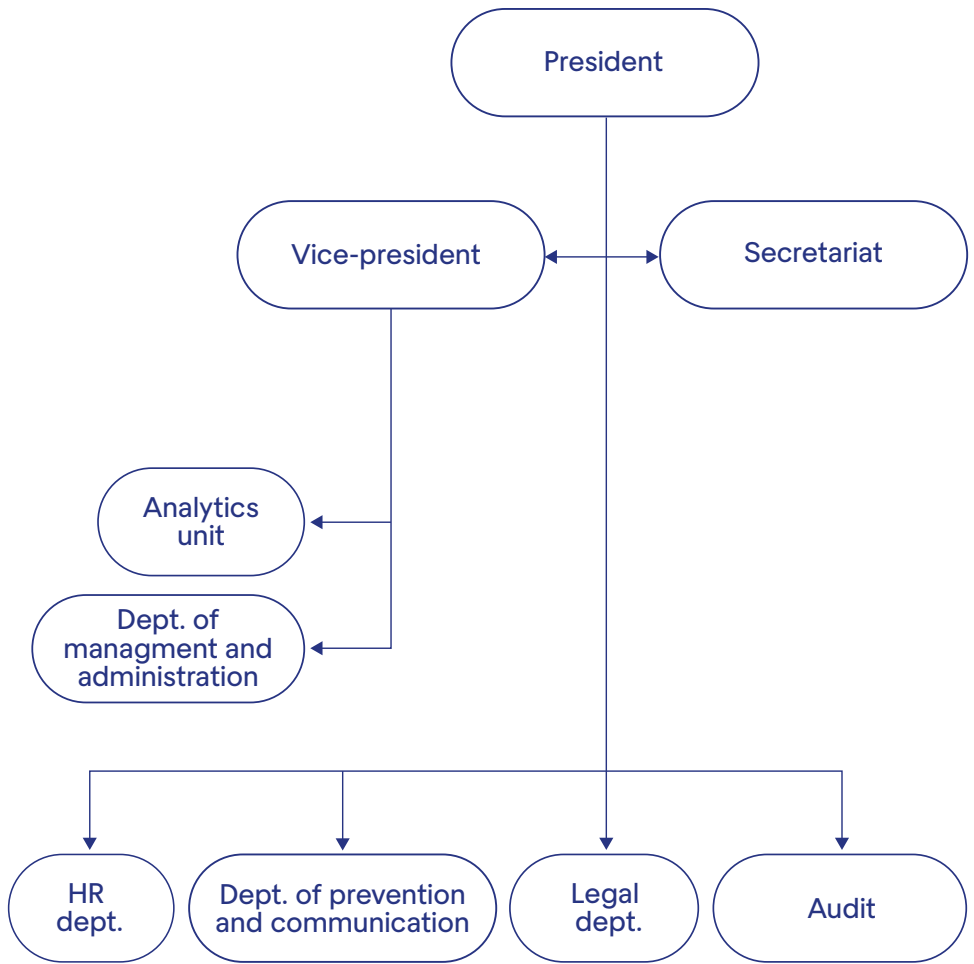 President
Vice-president
Secretariat
Analytics
unit
Dept. of
managment and
administration
HR
dept.
Dept. of prevention
and communication
Legal
dept.
Audit